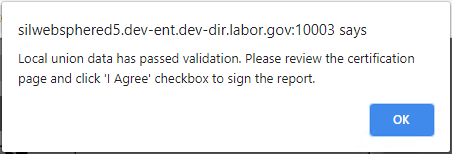 silwebsphered5.dev-ent.dev-dir.labor.gov:10003 says
Local union data has passed validation. Please review the certification
page and click 'I Agree' checkbox to sign the report.
OK